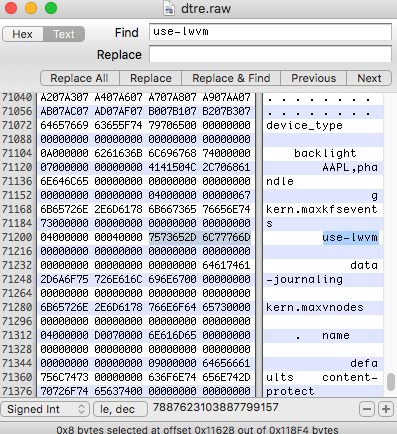 dtre.raw
Hex Text Find use-lwvm
Replace
Replace All Replace Replace & Find Previous Next
71040 A207A307 A407A607 A707A807 A907AA07 . . . . . . . .
71056 AB07AC07 AD07AF07 B007B107 B207B307 . . . . . . . .
71072 64657669 63655F74 79706500 00000000 device_type
71088 00000000 00000000 00000000 00000000
71104 0A000000 6261636B 6C696768 74000000 backlight
71120 07000000 00000000 4141504C 2C706861 AAPL,pha
71136 6E646C65 00000000 00000000 00000000 ndle
71152 00000000 00000000 04000000 00000067 g
71168 6B65726E 2E6D6178 6B667365 76656E74 kern.maxkfsevent
71184 73000000 00000000 00000000 00000000 s
71200 04000000 00040000 7573652D 6C77766D use-lwvm
71216 00000000 00000000 00000000 00000000
71232 00000000 00000000 00000000 64617461 data
71248 2D6A6F75 726E616C 696E6700 00000000 -journaling
71264 00000000 00000000 00000000 00000000
71280 6B65726E 2E6D6178 766E6F64 65730000 kern.maxvnodes
71296 00000000 00000000 00000000 00000000
71312 04000000 D0070000 6E616D65 00000000 . name
71328 00000000 00000000 00000000 00000000
71344 00000000 00000000 09000000 64656661 defa
71360 756C7473 00000000 636F6E74 656E742D ults content-
71376 70726F74 65637400 00000000 00000000 protect
Signed Int le, dec 7887623103887799157
0x8 bytes selected at offset 0x11628 out of 0x118F4 bytes